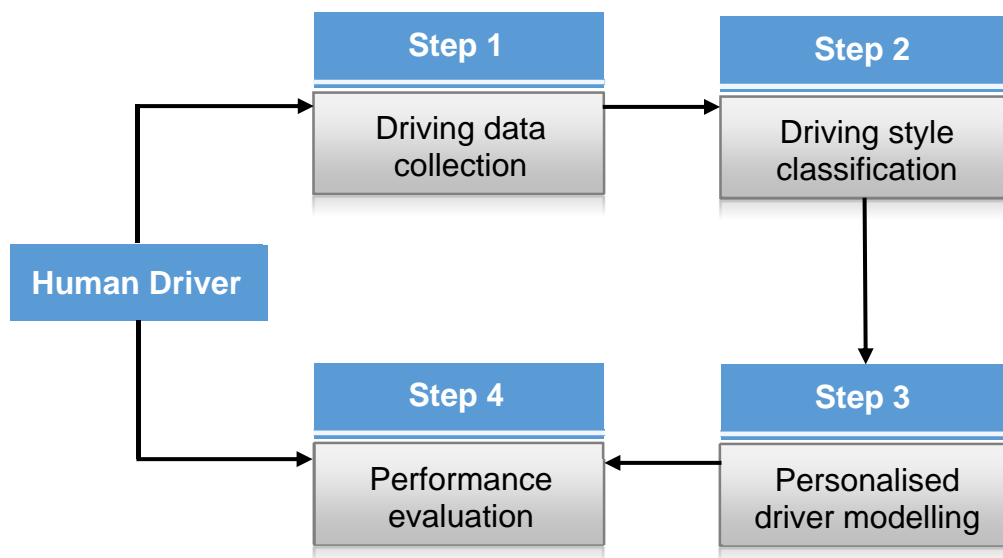 Step 1
Driving data
collection
Step 2
Driving style
classification
Human Driver
Step 4
Performance
evaluation
Step 3
Personalised
driver modelling